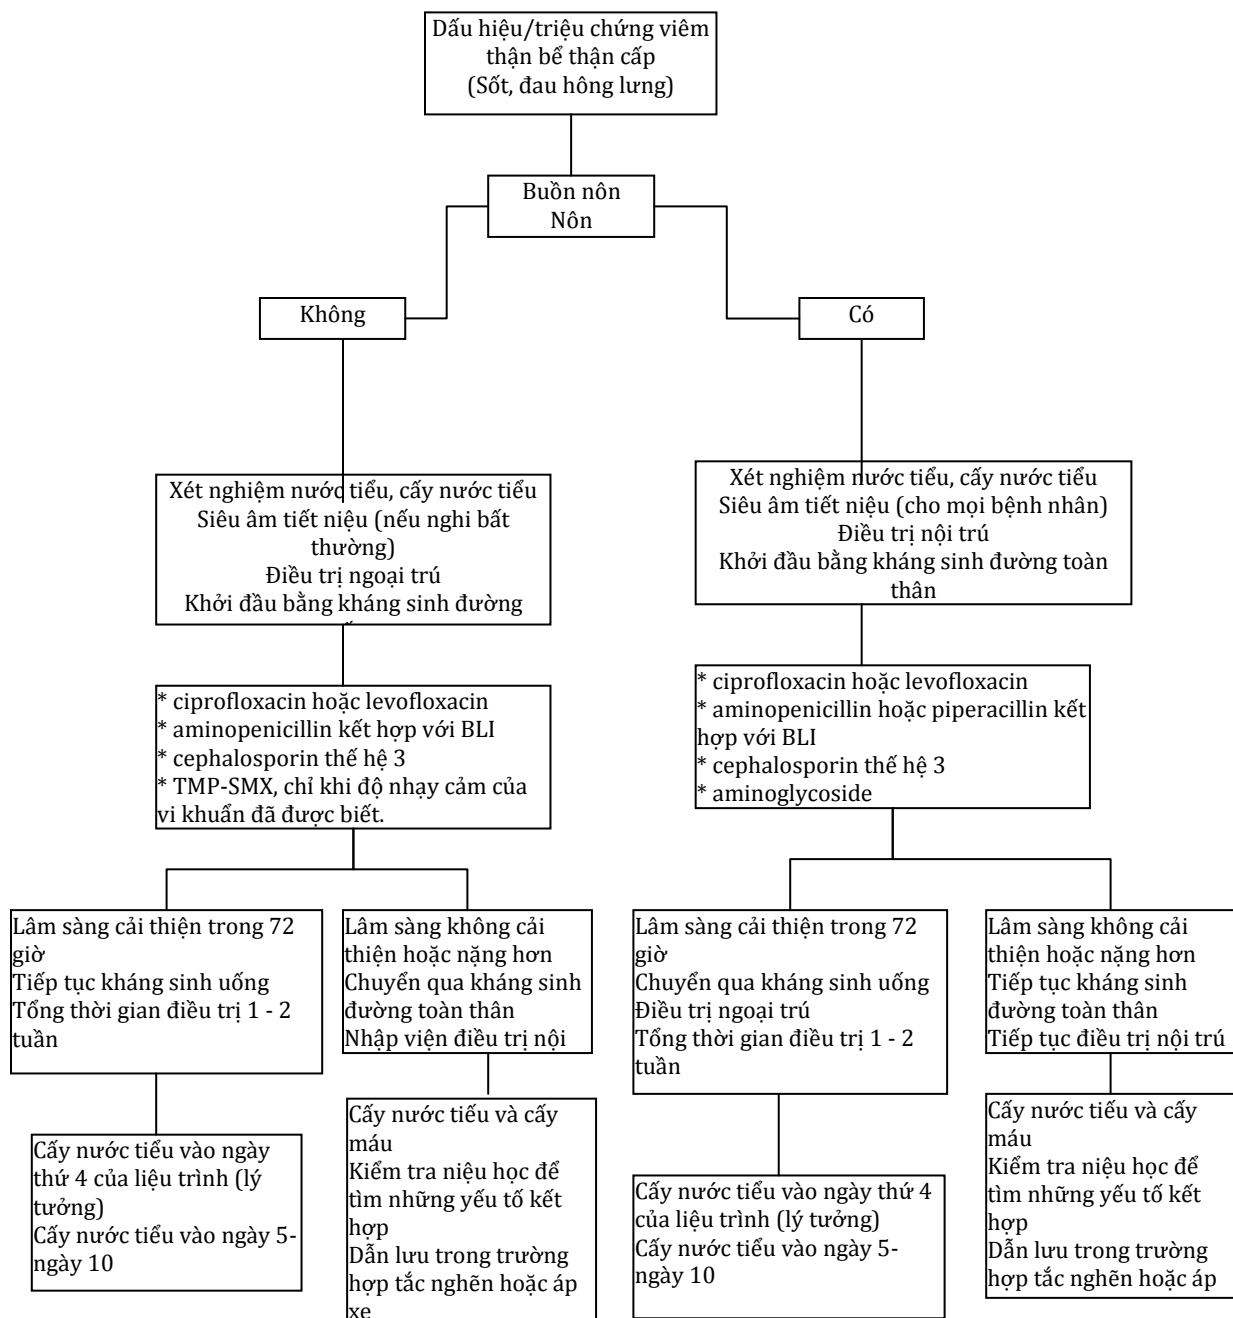 Dấu hiệu/triệu chứng viêm
thận bể thận cấp
(Sốt, đau hông lưng)
Buồn nôn
Nôn
Không
Có
Xét nghiệm nước tiểu, cấy nước tiểu
Siêu âm tiết niệu (nếu nghi bất
thường)
Điều trị ngoại trú
Khởi đầu bằng kháng sinh đường
Xét nghiệm nước tiểu, cấy nước tiểu
Siêu âm tiết niệu (cho mọi bệnh nhân)
Điều trị nội trú
Khởi đầu bằng kháng sinh đường toàn
thân
* ciprofloxacin hoặc levofloxacin
* aminopenicillin kết hợp với BLI
* cephalosporin thế hệ 3
* TMP-SMX, chỉ khi độ nhạy cảm của
vi khuẩn đã được biết.
* ciprofloxacin hoặc levofloxacin
* aminopenicillin hoặc piperacillin kết
hợp với BLI
* cephalosporin thế hệ 3
* aminoglycoside
Lâm sàng cải thiện trong 72
giờ
Tiếp tục kháng sinh uống
Tổng thời gian điều trị 1 - 2
tuần
Lâm sàng không cải
thiện hoặc nặng hơn
Chuyển qua kháng sinh
đường toàn thân
Nhập viện điều trị nội
Lâm sàng cải thiện trong 72
giờ
Chuyển qua kháng sinh uống
Điều trị ngoại trú
Tổng thời gian điều trị 1 - 2
tuần
Lâm sàng không cải
thiện hoặc nặng hơn
Tiếp tục kháng sinh
đường toàn thân
Tiếp tục điều trị nội trú
Cấy nước tiểu vào ngày
thứ 4 của liệu trình (lý
tưởng)
Cấy nước tiểu vào ngày 5-
ngày 10
Cấy nước tiếu và cấy
máu
Kiểm tra niệu học để
tìm những yếu tố kết
hợp
Dẫn lưu trong trường
hợp tắc nghẽn hoặc áp
xe
Cấy nước tiểu vào ngày thứ 4
của liệu trình (lý tưởng)
Cấy nước tiểu vào ngày 5-
ngày 10
Cấy nước tiếu và cấy
máu
Kiểm tra niệu học để
tìm những yếu tố kết
hợp
Dẫn lưu trong trường
hợp tắc nghẽn hoặc áp